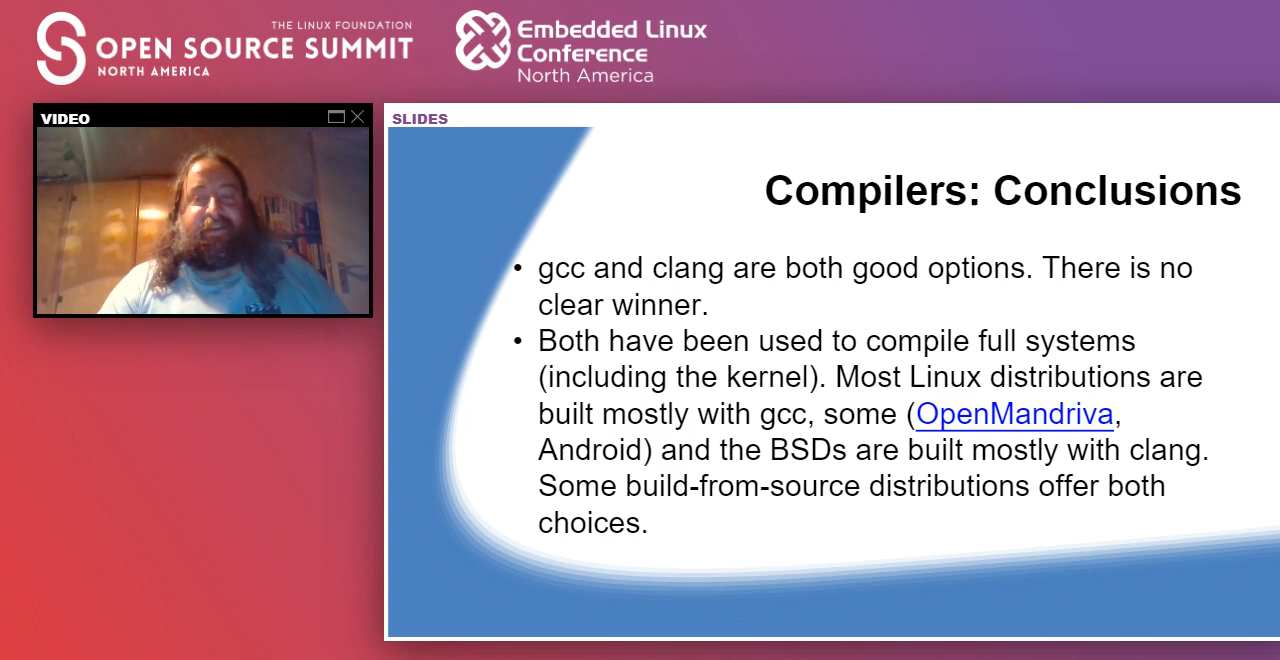 THE LINUX FOUNDATION
OPEN SOURCE SUMMIT
NORTH AMERICA
Embedded Linux
Conference
North America
VIDEO
SLIDES
Compilers: Conclusions
• gcc and clang are both good options. There is no
clear winner.
• Both have been used to compile full systems
(including the kernel). Most Linux distributions are
built mostly with gcc, some (OpenMandriva,
Android) and the BSDs are built mostly with clang.
Some build-from-source distributions offer both
choices.